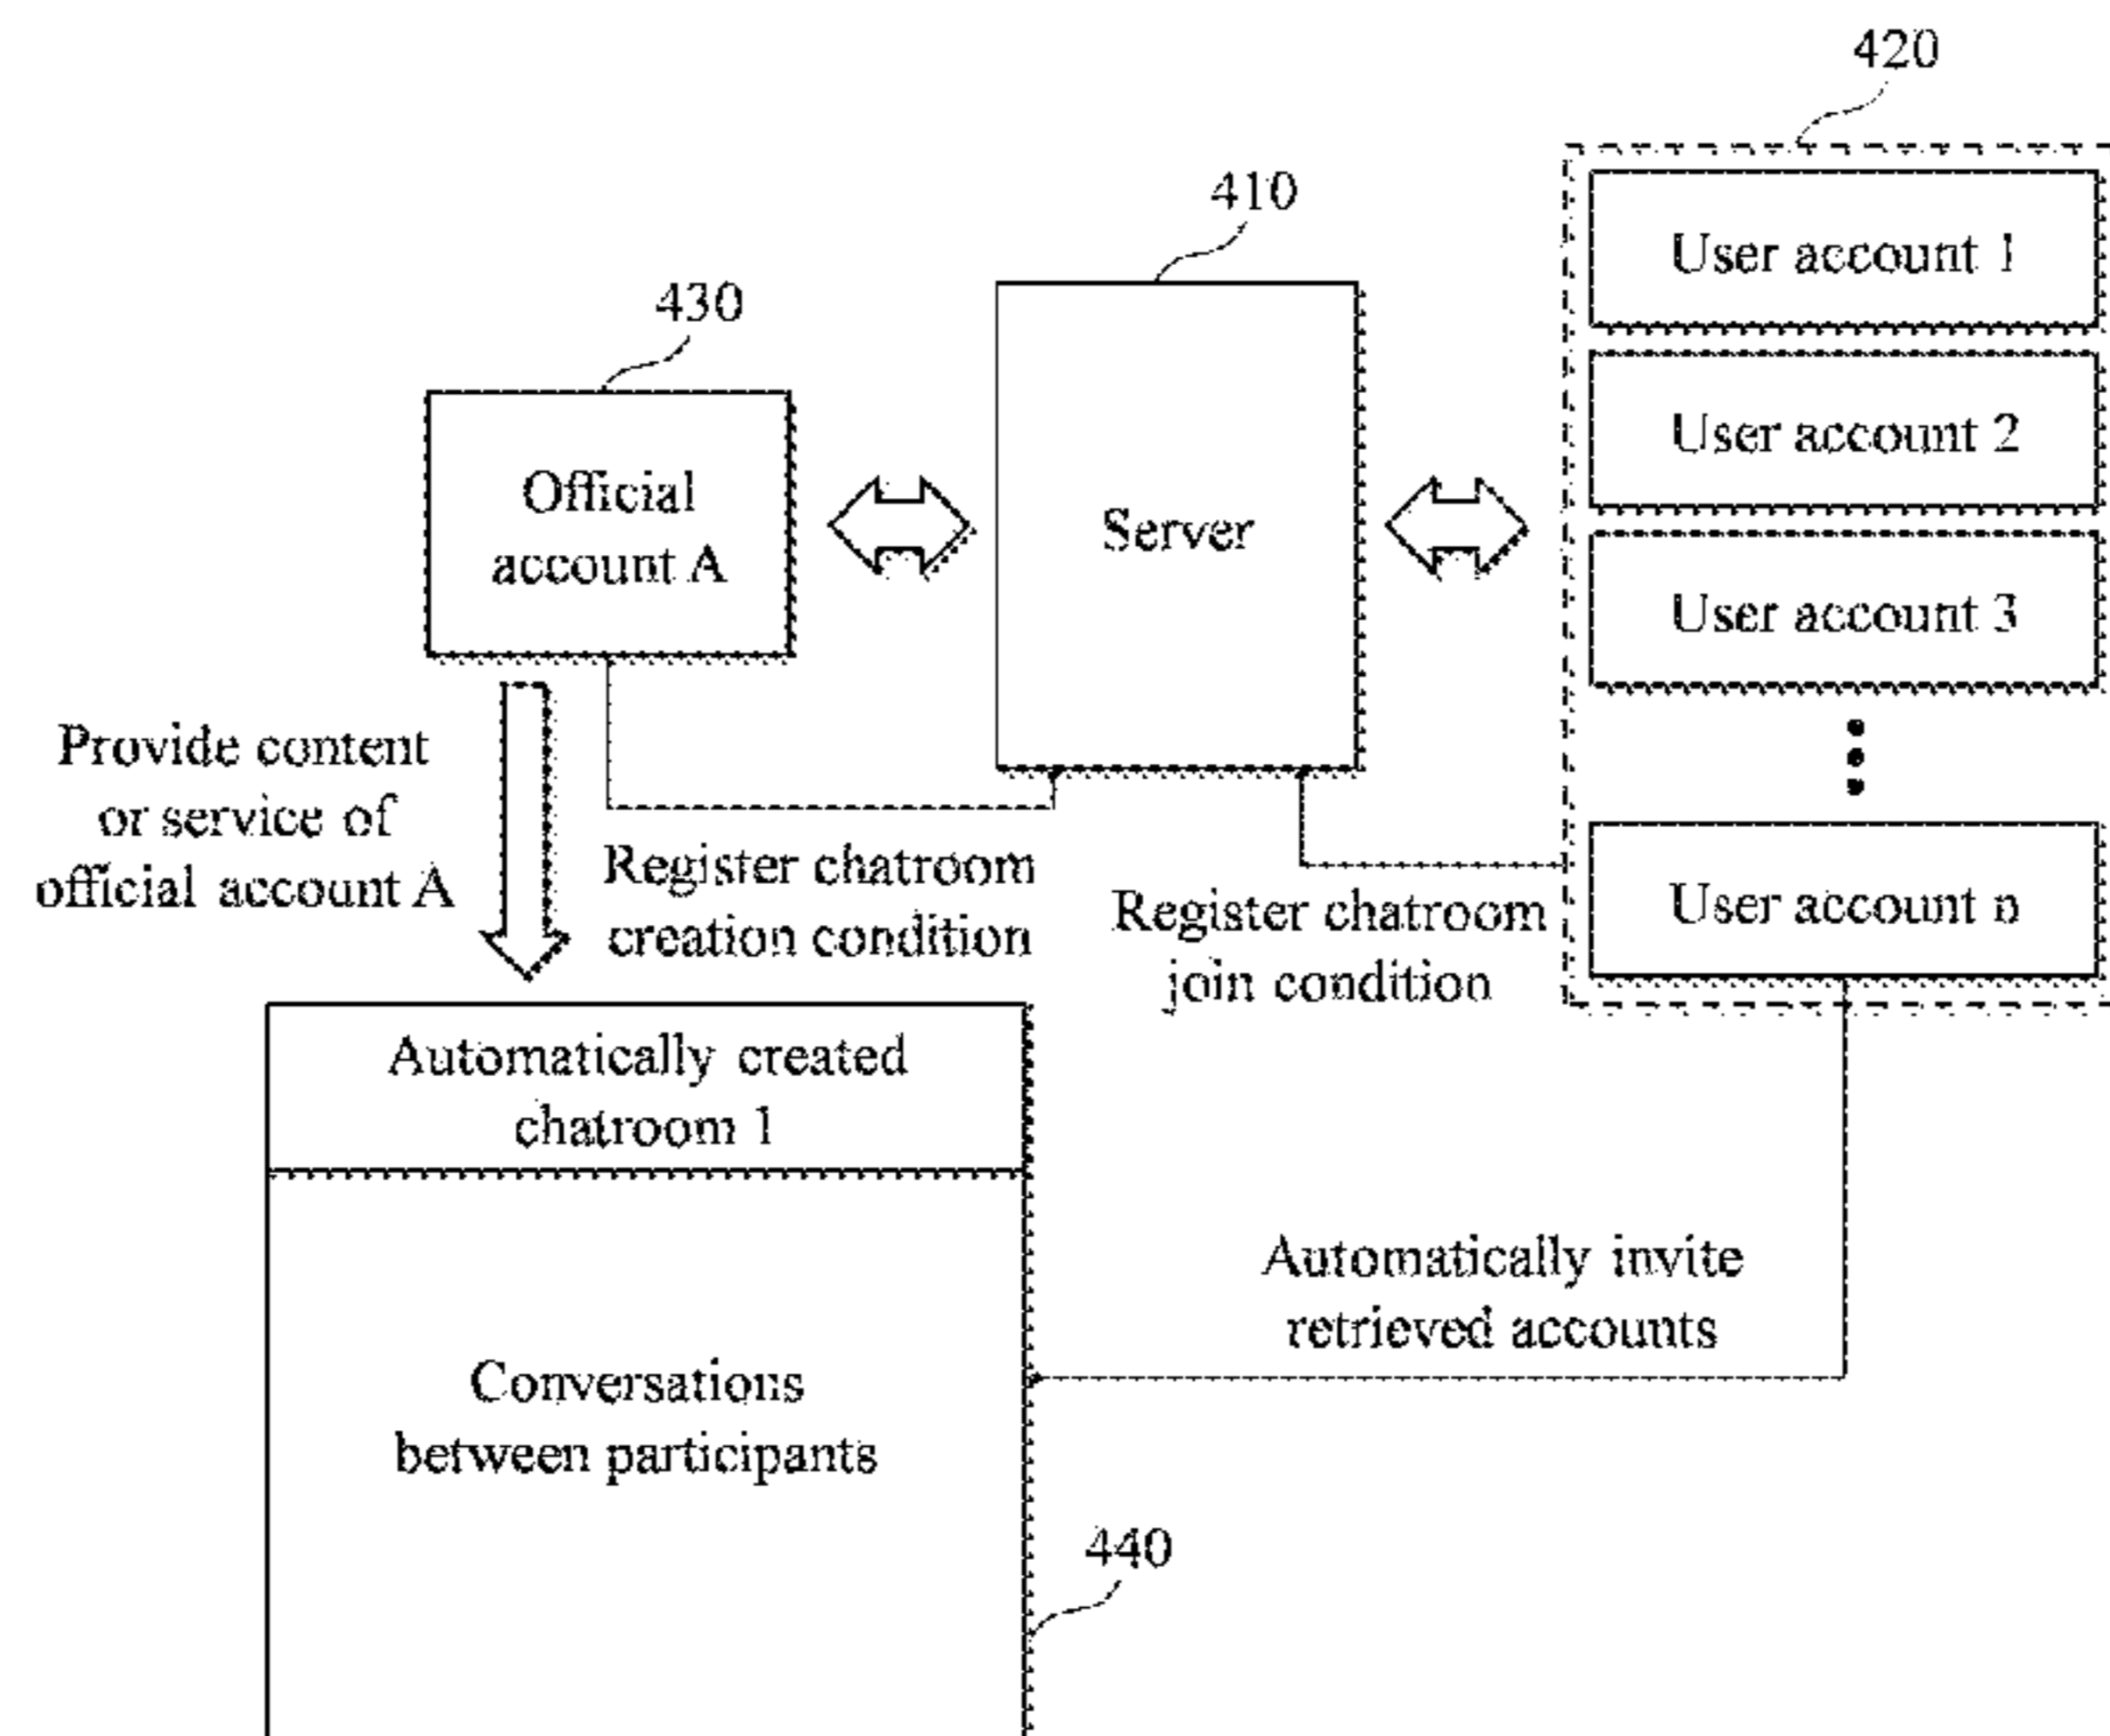 420
410
430
User account 1
User account 2
User account 3
User account n
Server
Official
account A
Provide content
or service of
official account A
Register chatroom
creation condition
Register chatroom
join condition
Automatically created
chatroom 1
Automatically invite
retrieved accounts
Conversations
between participants
440